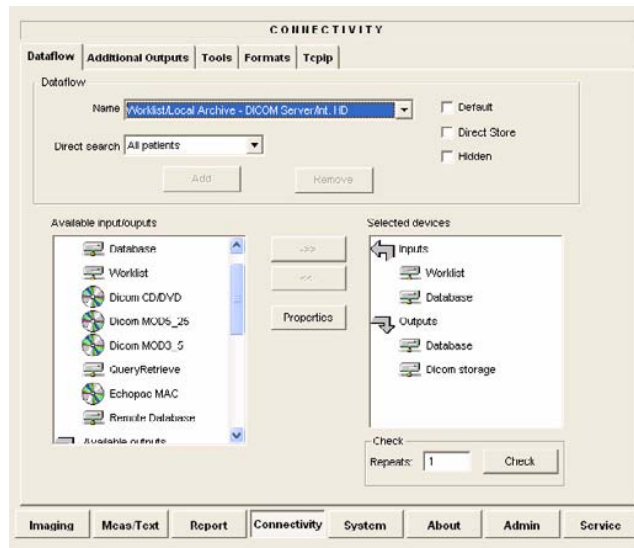 CONNECTIVITY
Dataflow Additional Outputs Tools Formats Tcpip
Dataflow
Name Worklist/Local Archive - DICOM Server/Int. HD
Default
Direct Store
Direct search All patients
Hidden
Add Remove
Available input/ouputs
Database
Worklist
Dicom CD/DVD
Dicom MOD5_25
Dicom MOD3_5
QueryRetrieve
Echopac MAC
Remote Database
Available outputs
->>
<<
Properties
Selected devices
Inputs
Worklist
Database
Outputs
Database
Dicom storage
Check
Repeats: 1 Check
Imaging Meas/Text Report Connectivity System About Admin Service